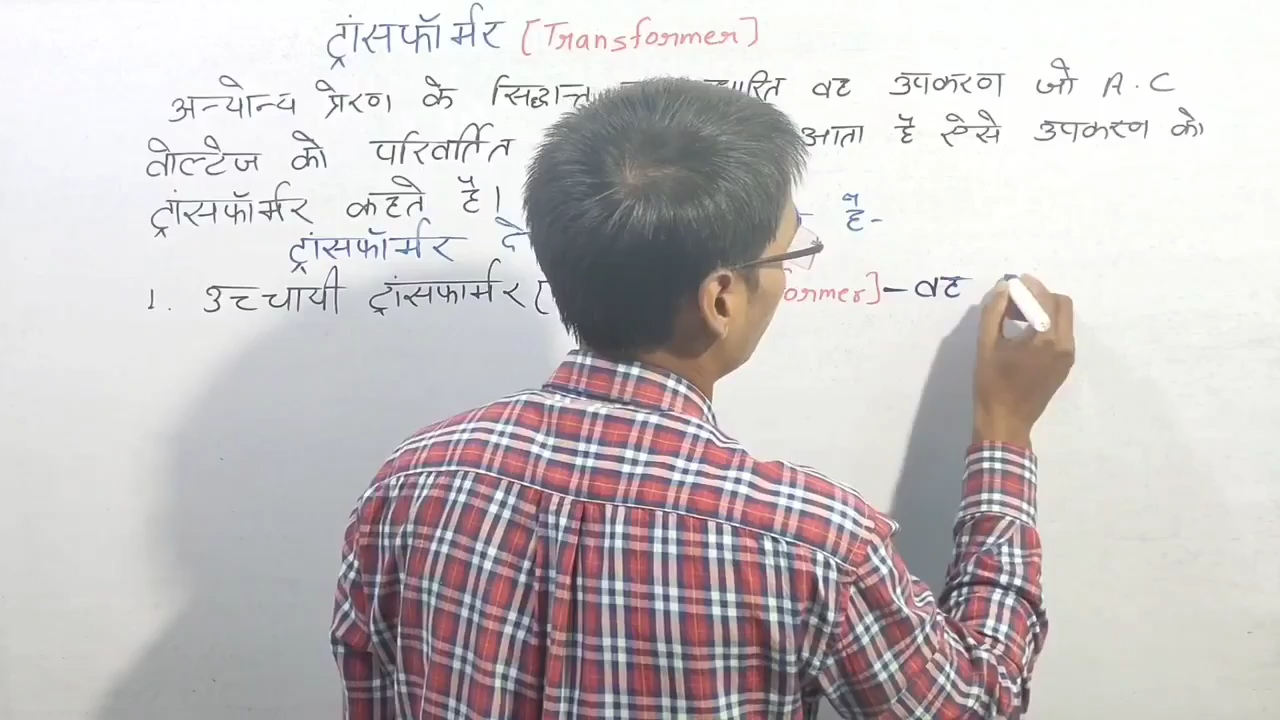 ट्रांसफॉर्मर [Transformer]
अन्योन्य प्रेरण के सिद्धान्त वह उपकरण जो A.C
वोल्टेज को परिवर्तित आता है ऐसे उपकरण को
ट्रांसफॉर्मर कहते है।
ट्रांसफॉर्मर है-
1. उच्चायी ट्रांसफार्मर [ ormer] - वह